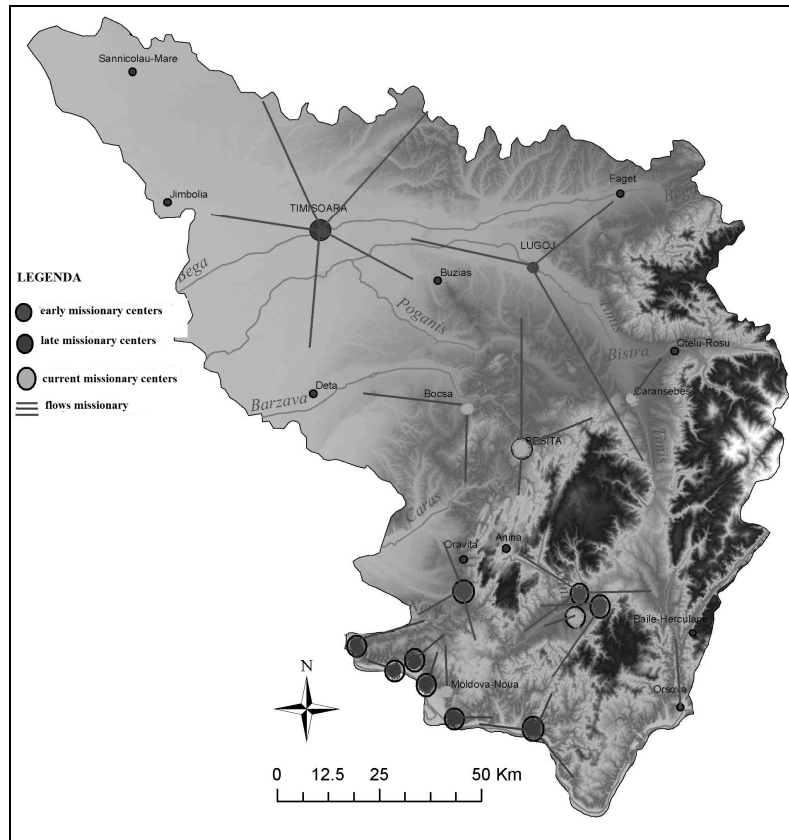 Sannicolau-Mare
Jimbolia
TIMISOARA
Faget
Bega
LUGOJ
Bega
Buzias
LEGENDA
early missionary centers
late missionary centers
current missionary centers
flows missionary
Poganis
Timis
Bistra
Otelu-Rosu
Deta
Barzava
Bocsa
Caransebes
Timis
RESITA
Caras
Oravita
Anina
Baile-Herculane
N
Moldova-Noua
Orsova
0 12.5 25 50 Km